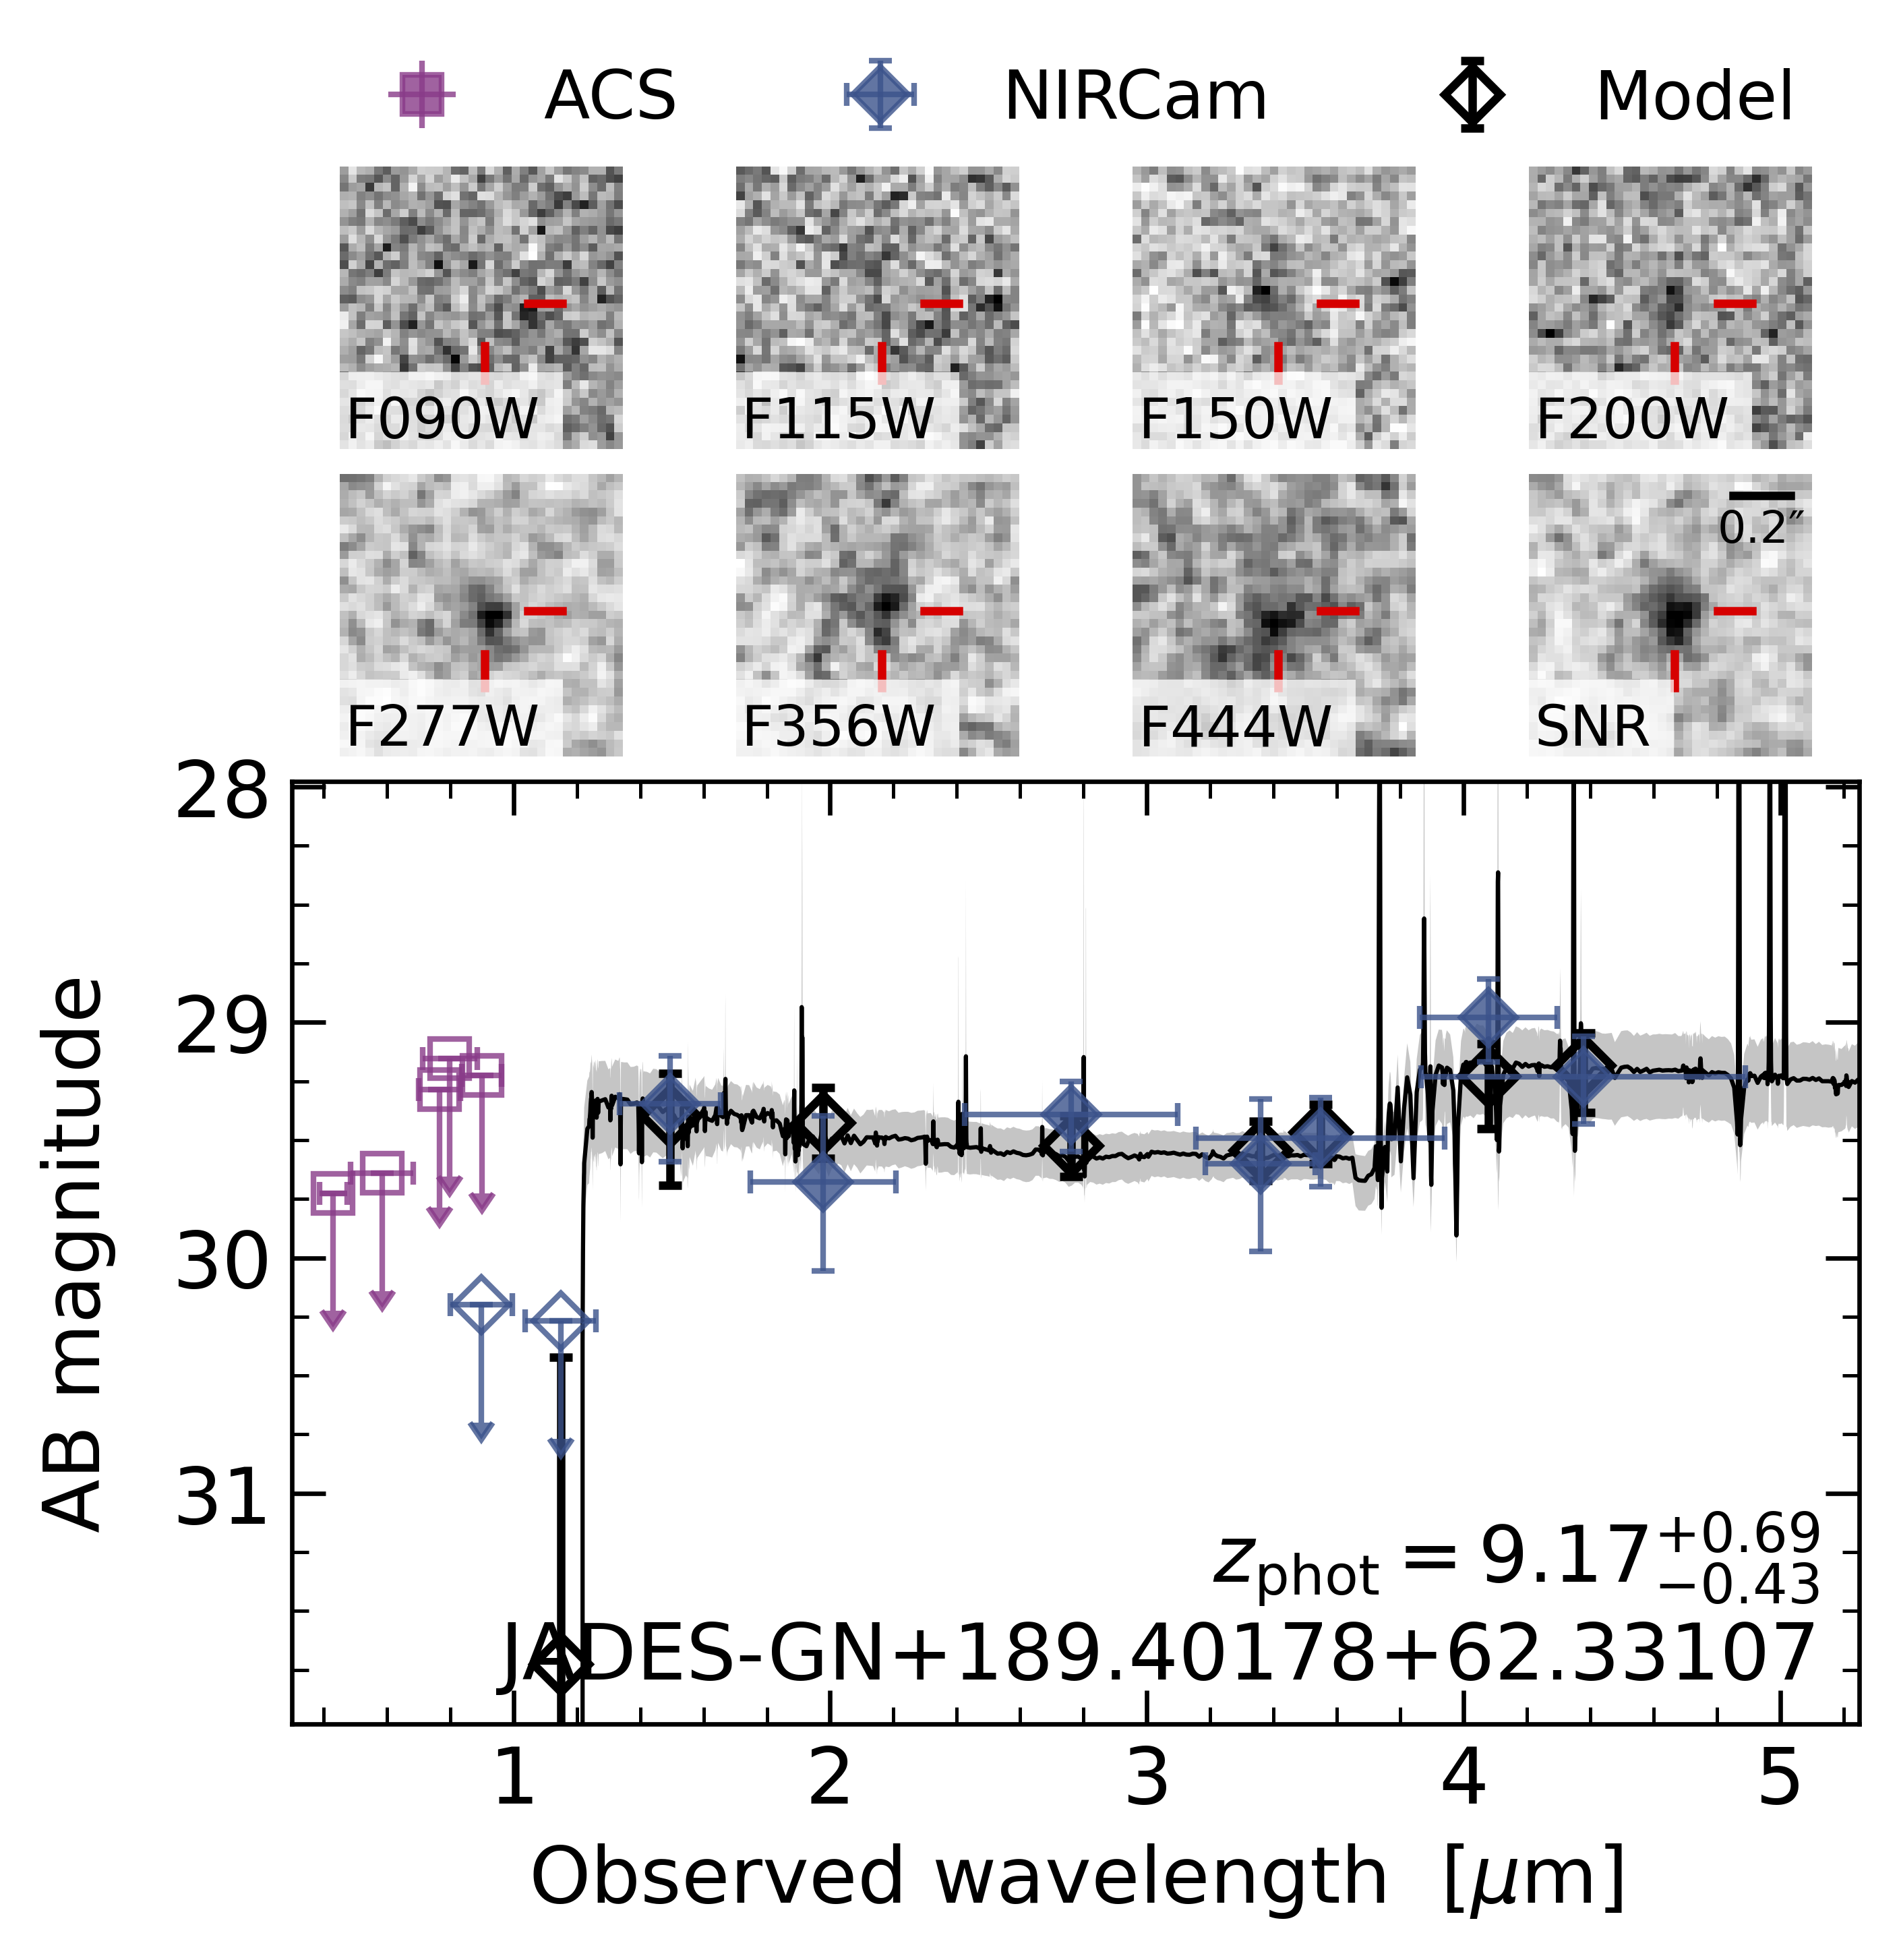 ACS NIRCam Model
F090W F115W F150W F200W
0.2″
F277W F356W F444W SNR
28
29
30
31
AB magnitude
z_phot = 9.17 +0.69 −0.43
JADES-GN+189.40178+62.33107
1 2 3 4 5
Observed wavelength [μm]